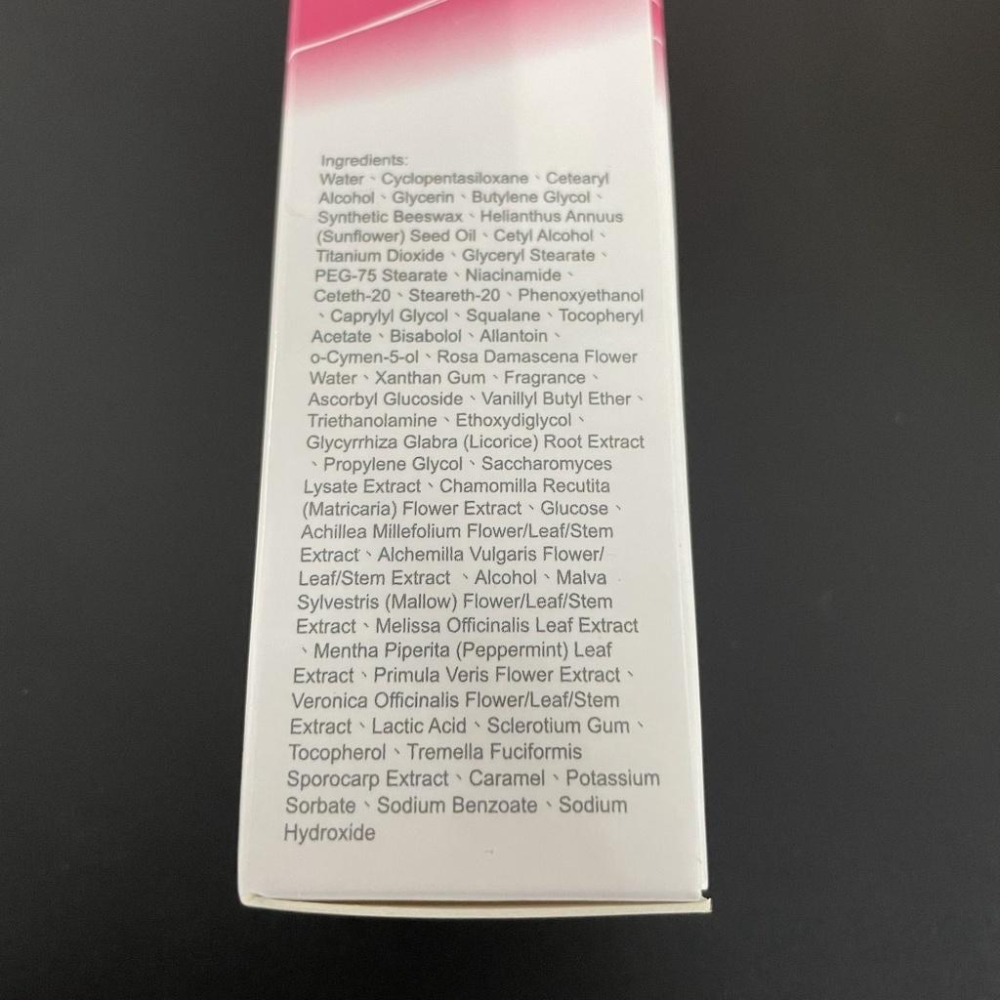 Ingredients:
Water、Cyclopentasiloxane、Cetearyl
Alcohol、Glycerin、Butylene Glycol、
Synthetic Beeswax、Helianthus Annuus
(Sunflower) Seed Oil、Cetyl Alcohol、
Titanium Dioxide、Glyceryl Stearate、
PEG-75 Stearate、Niacinamide、
Ceteth-20、Steareth-20、Phenoxyethanol
、Caprylyl Glycol、Squalane、Tocopheryl
Acetate、Bisabolol、Allantoin、
o-Cymen-5-ol、Rosa Damascena Flower
Water、Xanthan Gum、Fragrance、
Ascorbyl Glucoside、Vanillyl Butyl Ether、
Triethanolamine、Ethoxydiglycol、
Glycyrrhiza Glabra (Licorice) Root Extract
、Propylene Glycol、Saccharomyces
Lysate Extract、Chamomilla Recutita
(Matricaria) Flower Extract、Glucose、
Achillea Millefolium Flower/Leaf/Stem
Extract、Alchemilla Vulgaris Flower/
Leaf/Stem Extract、Alcohol、Malva
Sylvestris (Mallow) Flower/Leaf/Stem
Extract、Melissa Officinalis Leaf Extract
、Mentha Piperita (Peppermint) Leaf
Extract、Primula Veris Flower Extract、
Veronica Officinalis Flower/Leaf/Stem
Extract、Lactic Acid、Sclerotium Gum、
Tocopherol、Tremella Fuciformis
Sporocarp Extract、Caramel、Potassium
Sorbate、Sodium Benzoate、Sodium
Hydroxide